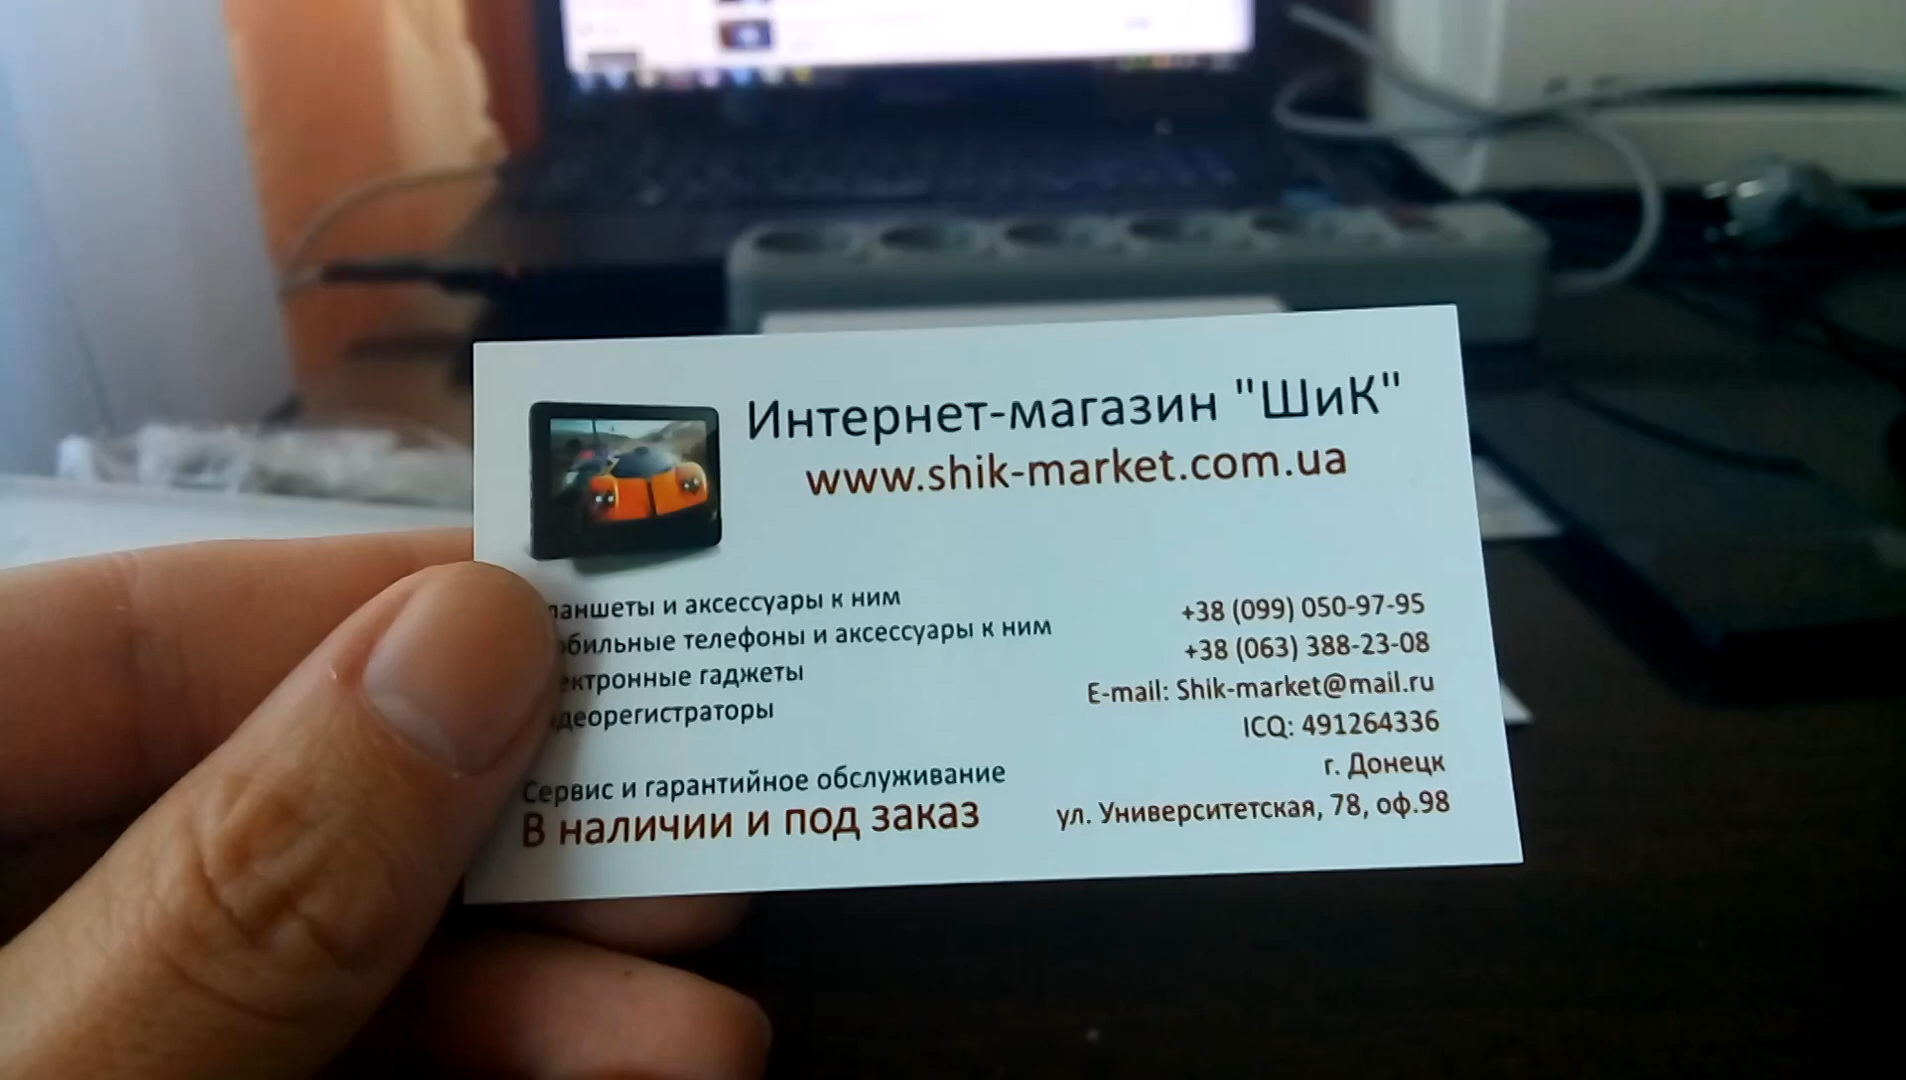 Интернет-магазин "ШиК"
www.shik-market.com.ua
ланшеты и аксессуары к ним
обильные телефоны и аксессуары к ним
ектронные гаджеты
деорегистраторы
Сервис и гарантийное обслуживание
В наличии и под заказ
+38 (099) 050-97-95
+38 (063) 388-23-08
E-mail: Shik-market@mail.ru
ICQ: 491264336
г. Донецк
ул. Университетская, 78, оф.98